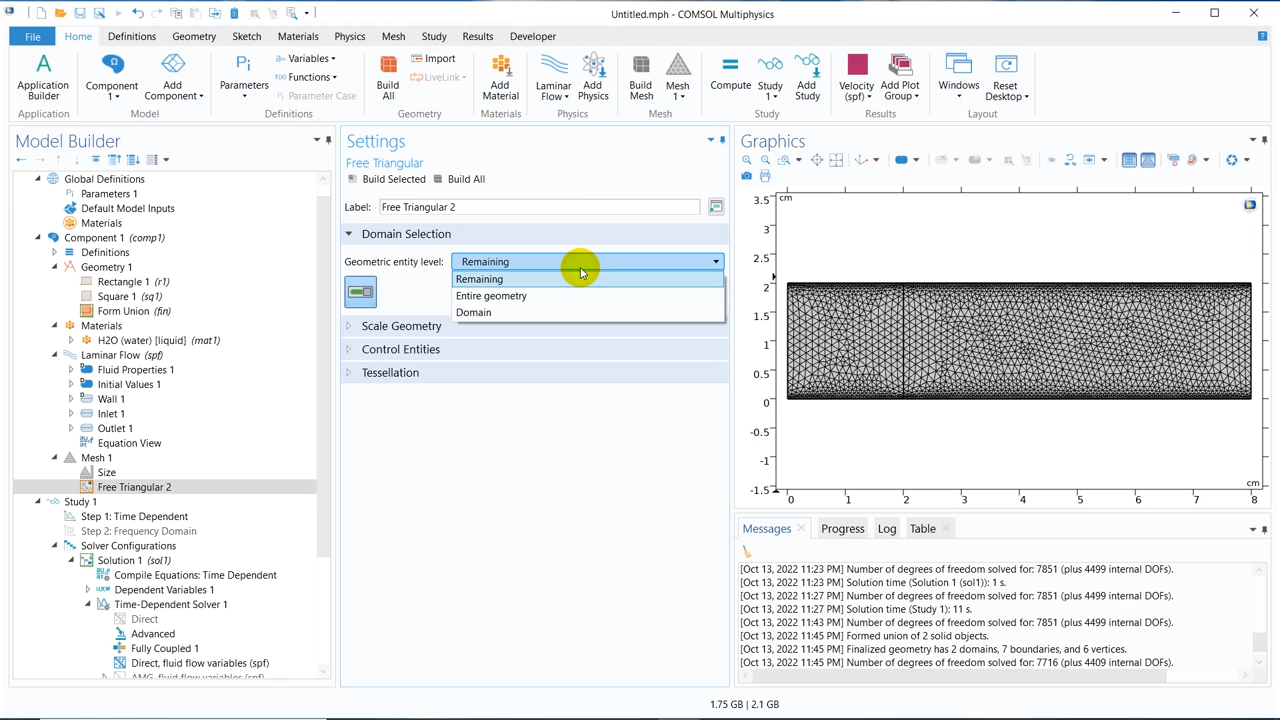 Untitled.mph - COMSOL Multiphysics
File Home Definitions Geometry Sketch Materials Physics Mesh Study Results Developer
Application Builder
Component 1
Add Component
Pi Parameters
a= Variables
f(x) Functions
Pi Parameter Case
Build All
Import
LiveLink
Add Material
Laminar Flow
Add Physics
Build Mesh
Mesh 1
Compute
Study 1
Add Study
Velocity (spf)
Add Plot Group
Windows
Reset Desktop
Application Model Definitions Geometry Materials Physics Mesh Study Results Layout
Model Builder
Global Definitions
Pi Parameters 1
Default Model Inputs
Materials
Component 1 (comp1)
Definitions
Geometry 1
Rectangle 1 (r1)
Square 1 (sq1)
Form Union (fin)
Materials
H2O (water) [liquid] (mat1)
Laminar Flow (spf)
Fluid Properties 1
Initial Values 1
Wall 1
Inlet 1
Outlet 1
Equation View
Mesh 1
Size
Free Triangular 2
Study 1
Step 1: Time Dependent
Step 2: Frequency Domain
Solver Configurations
Solution 1 (sol1)
Compile Equations: Time Dependent
Dependent Variables 1
Time-Dependent Solver 1
Direct
Advanced
Fully Coupled 1
Direct, fluid flow variables (spf)
AMG, fluid flow variables (spf)
Settings
Free Triangular
Build Selected Build All
Label: Free Triangular 2
Domain Selection
Geometric entity level: Remaining
Remaining
Entire geometry
Domain
Scale Geometry
Control Entities
Tessellation
Graphics
cm
3.5
3
2.5
2
1.5
1
0.5
0
-0.5
-1
-1.5
cm
0 1 2 3 4 5 6 7 8
Messages Progress Log Table
[Oct 13, 2022 11:23 PM] Number of degrees of freedom solved for: 7851 (plus 4499 internal DOFs).
[Oct 13, 2022 11:23 PM] Solution time (Solution 1 (sol1)): 1 s.
[Oct 13, 2022 11:27 PM] Number of degrees of freedom solved for: 7851 (plus 4499 internal DOFs).
[Oct 13, 2022 11:27 PM] Solution time (Study 1): 11 s.
[Oct 13, 2022 11:43 PM] Number of degrees of freedom solved for: 7851 (plus 4499 internal DOFs).
[Oct 13, 2022 11:45 PM] Formed union of 2 solid objects.
[Oct 13, 2022 11:45 PM] Finalized geometry has 2 domains, 7 boundaries, and 6 vertices.
[Oct 13, 2022 11:45 PM] Number of degrees of freedom solved for: 7716 (plus 4409 internal DOFs).
1.75 GB | 2.1 GB